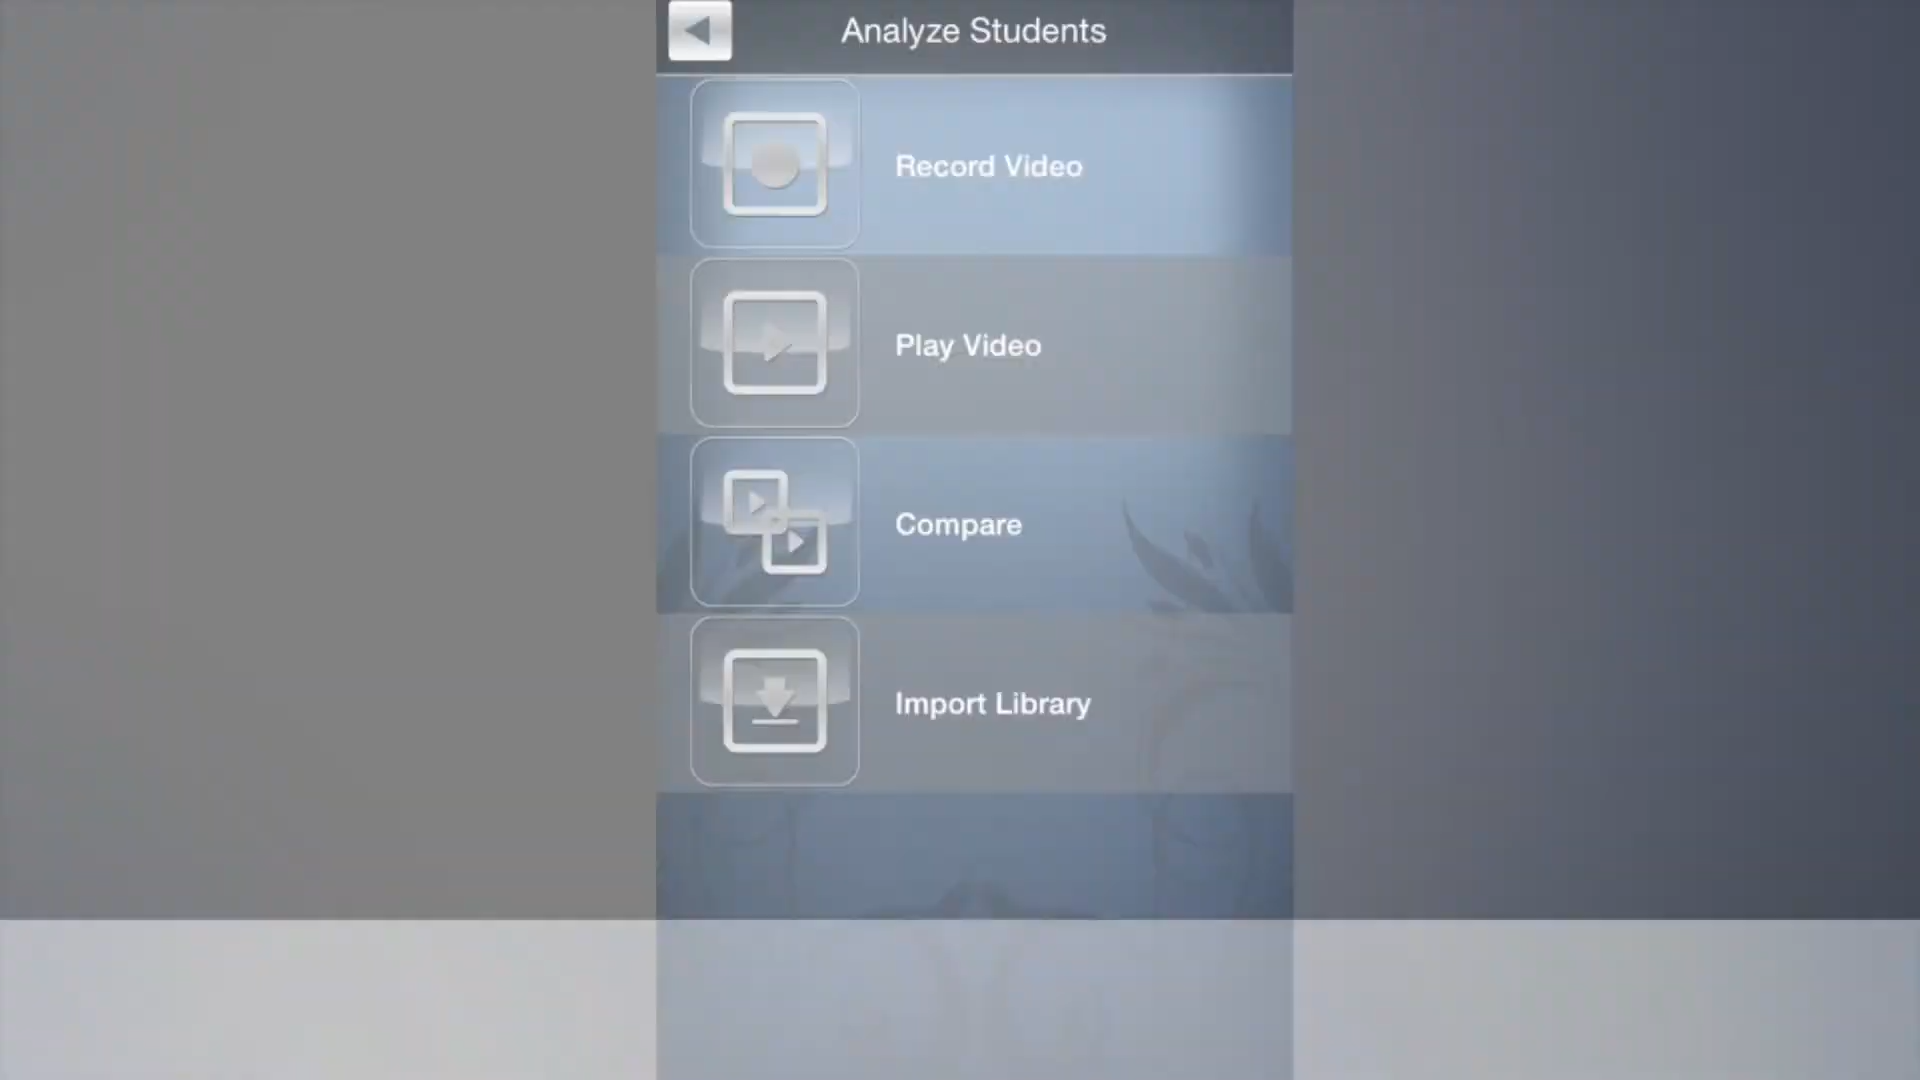 Analyze Students
Record Video
Play Video
Compare
Import Library